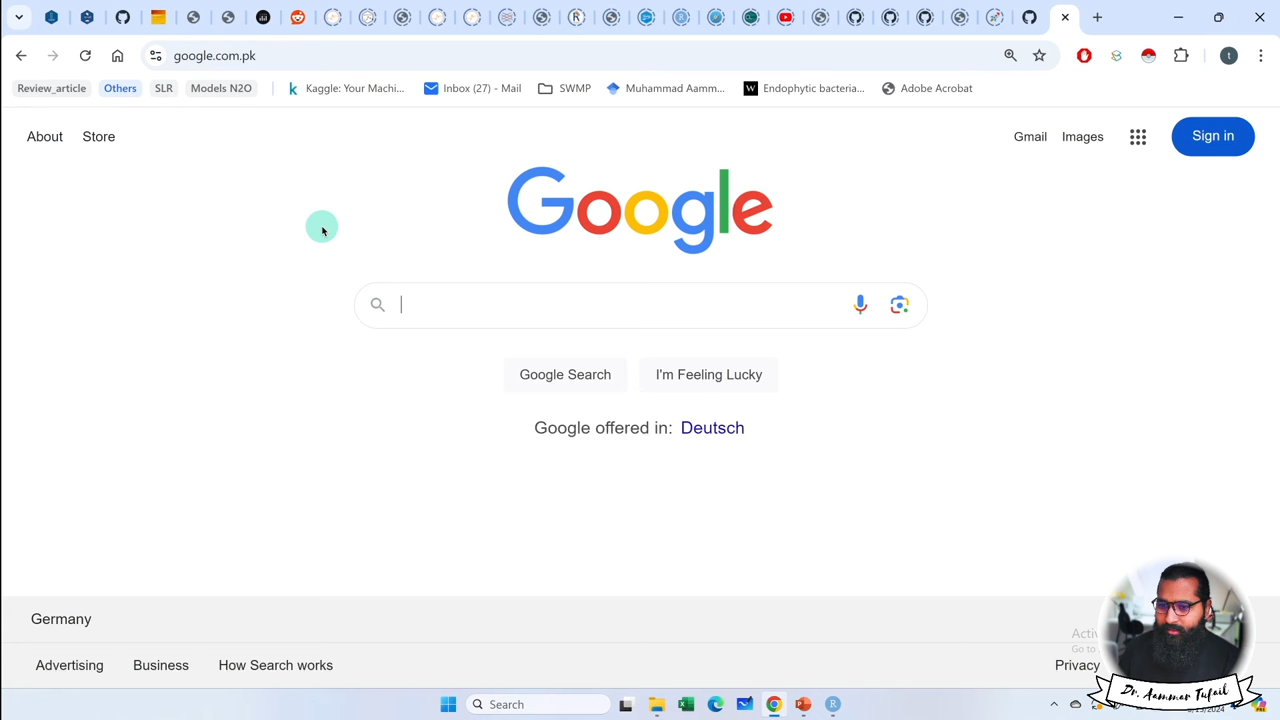 google.com.pk
Review_article Others SLR Models N2O Kaggle: Your Machi... Inbox (27) - Mail SWMP Muhammad Aamm... Endophytic bacteria... Adobe Acrobat
About Store Gmail Images Sign in
Google
Google Search I'm Feeling Lucky
Google offered in: Deutsch
Germany
Advertising Business How Search works Privacy
Dr. Aammar Tufail
Search